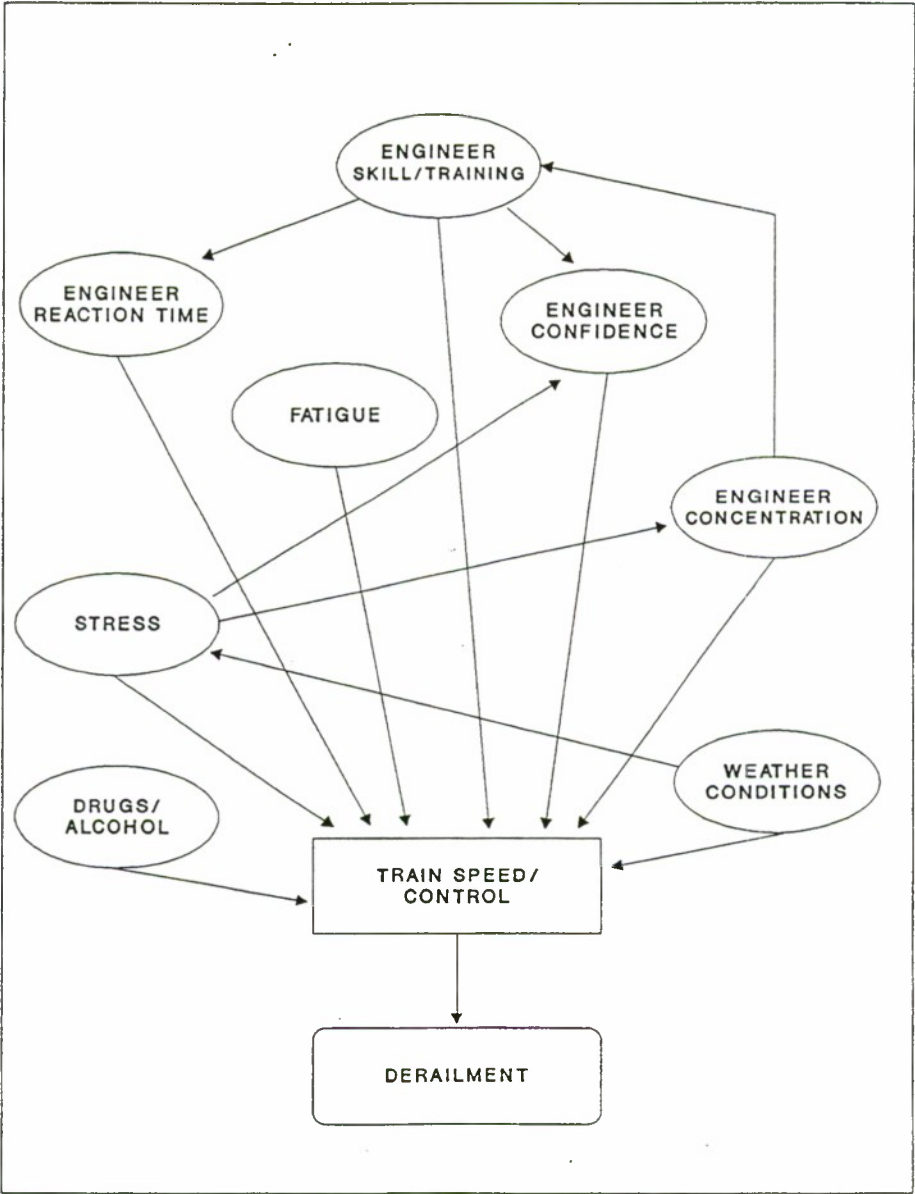 ENGINEER
SKILL/TRAINING
ENGINEER
REACTION TIME
ENGINEER
CONFIDENCE
FATIGUE
ENGINEER
CONCENTRATION
STRESS
WEATHER
CONDITIONS
DRUGS/
ALCOHOL
TRAIN SPEED/
CONTROL
DERAILMENT